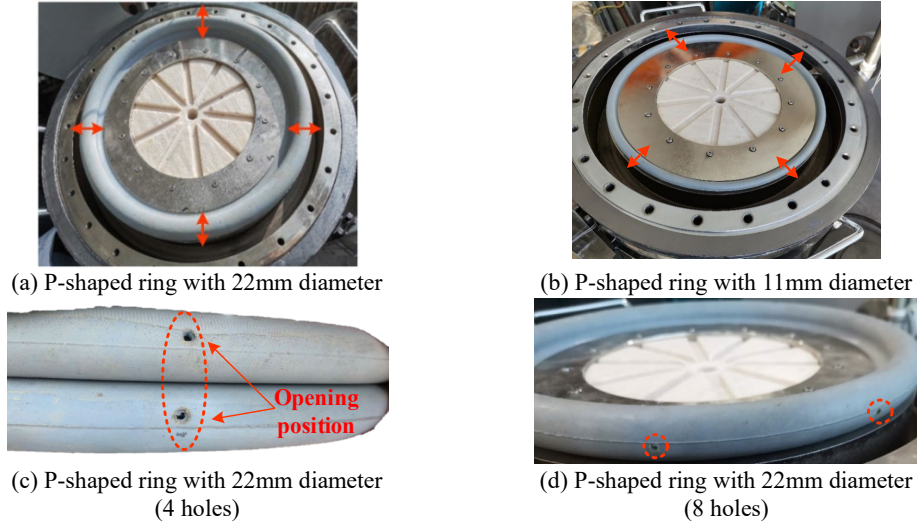 (a) P-shaped ring with 22mm diameter
(b) P-shaped ring with 11mm diameter
Opening
position
(c) P-shaped ring with 22mm diameter
(4 holes)
(d) P-shaped ring with 22mm diameter
(8 holes)